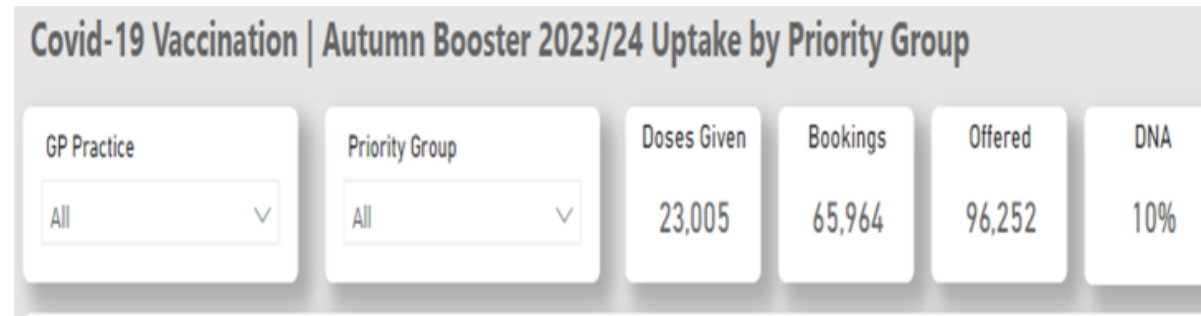 Covid-19 Vaccination | Autumn Booster 2023/24 Uptake by Priority Group
GP Practice
All
Priority Group
All
Doses Given
23,005
Bookings
65,964
Offered
96,252
DNA
10%